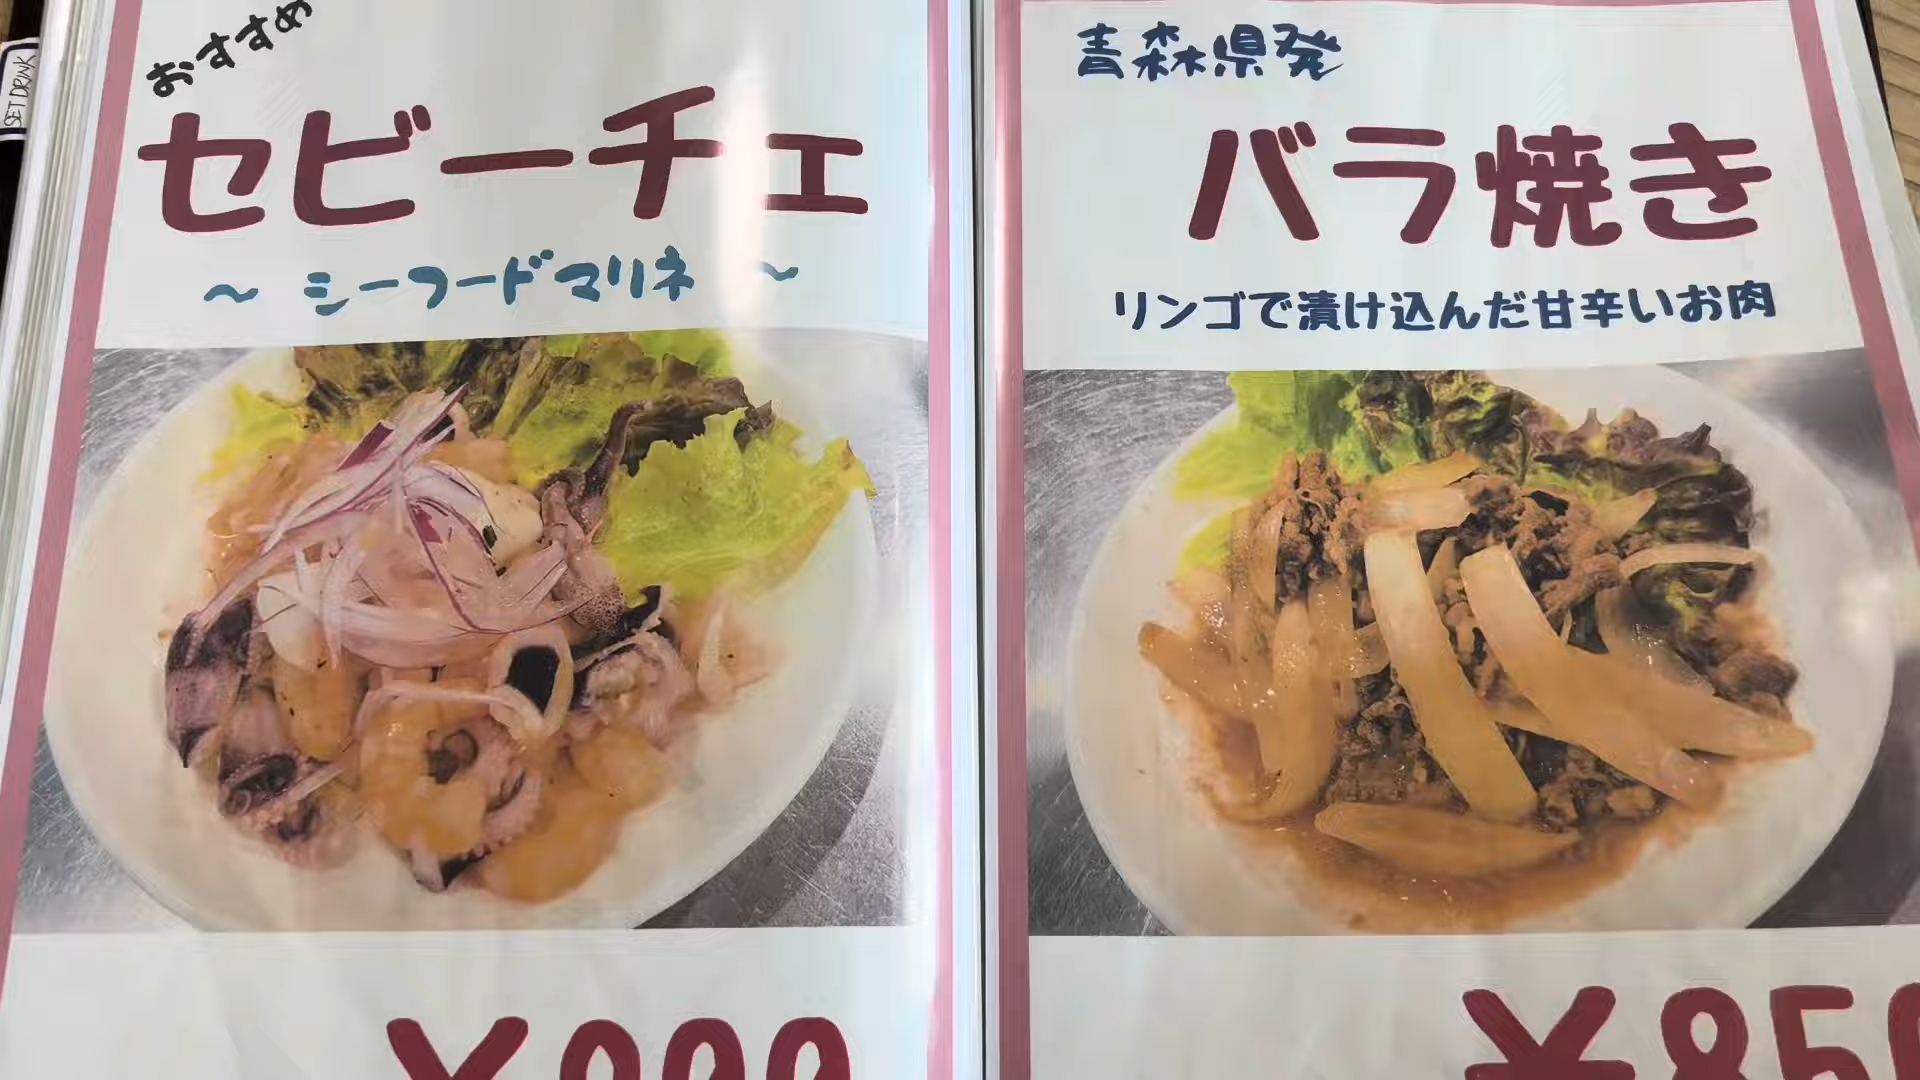 SET DRINK
おすすめ
セビーチェ
～ シーフードマリネ ～
青森県発
バラ焼き
リンゴで漬け込んだ甘辛いお肉